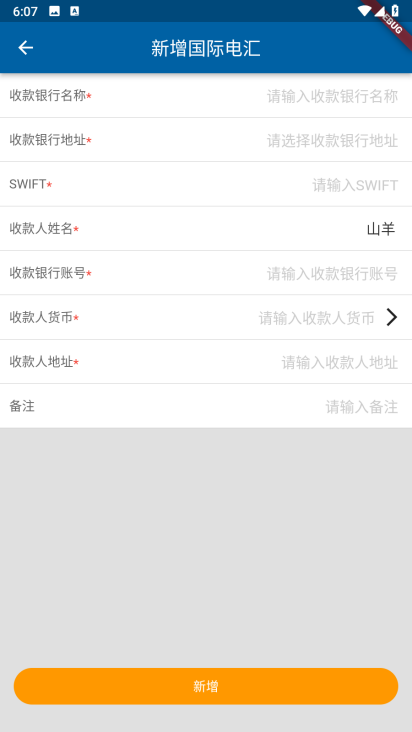 6:07
DEBUG
新增国际电汇
收款银行名称* 请输入收款银行名称
收款银行地址* 请选择收款银行地址
SWIFT* 请输入SWIFT
收款人姓名* 山羊
收款银行账号* 请输入收款银行账号
收款人货币* 请输入收款人货币
收款人地址* 请输入收款人地址
备注 请输入备注
新增